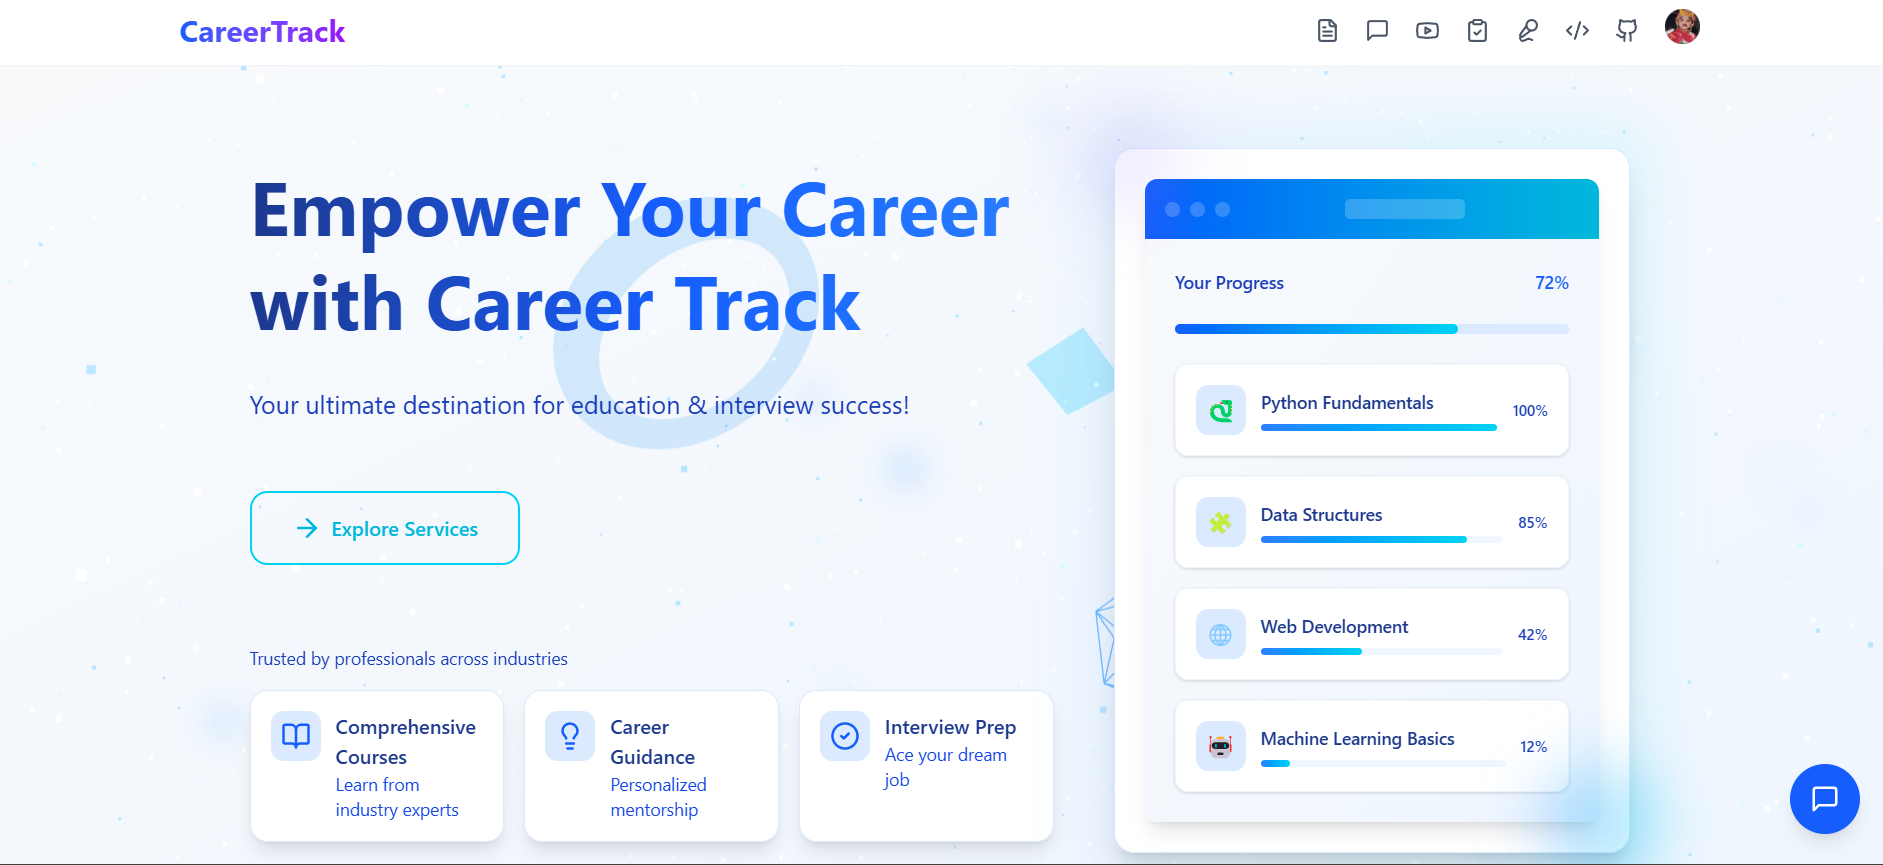 CareerTrack
Empower Your Career
with Career Track
Your ultimate destination for education & interview success!
Explore Services
Trusted by professionals across industries
Comprehensive
Courses
Learn from
industry experts
Career
Guidance
Personalized
mentorship
Interview Prep
Ace your dream
job
Your Progress
72%
Python Fundamentals
100%
Data Structures
85%
Web Development
42%
Machine Learning Basics
12%